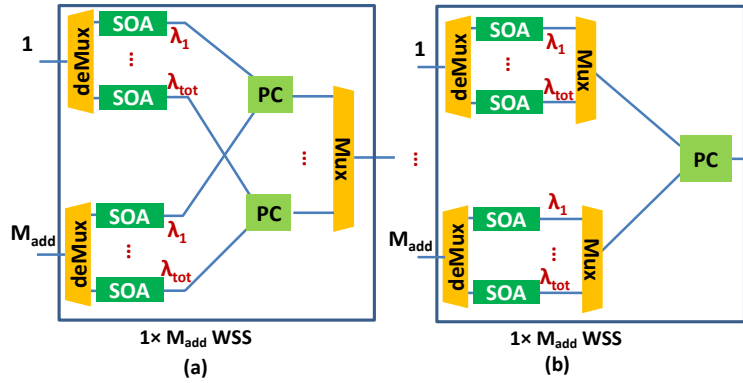 1
deMux
SOA
λ1
...
SOA
λtot
PC
...
Mux
PC
Madd
deMux
SOA
λ1
...
SOA
λtot
1× Madd WSS
(a)
...
1
deMux
SOA
λ1
...
SOA
λtot
Mux
PC
Madd
deMux
SOA
λ1
...
SOA
λtot
Mux
1× Madd WSS
(b)